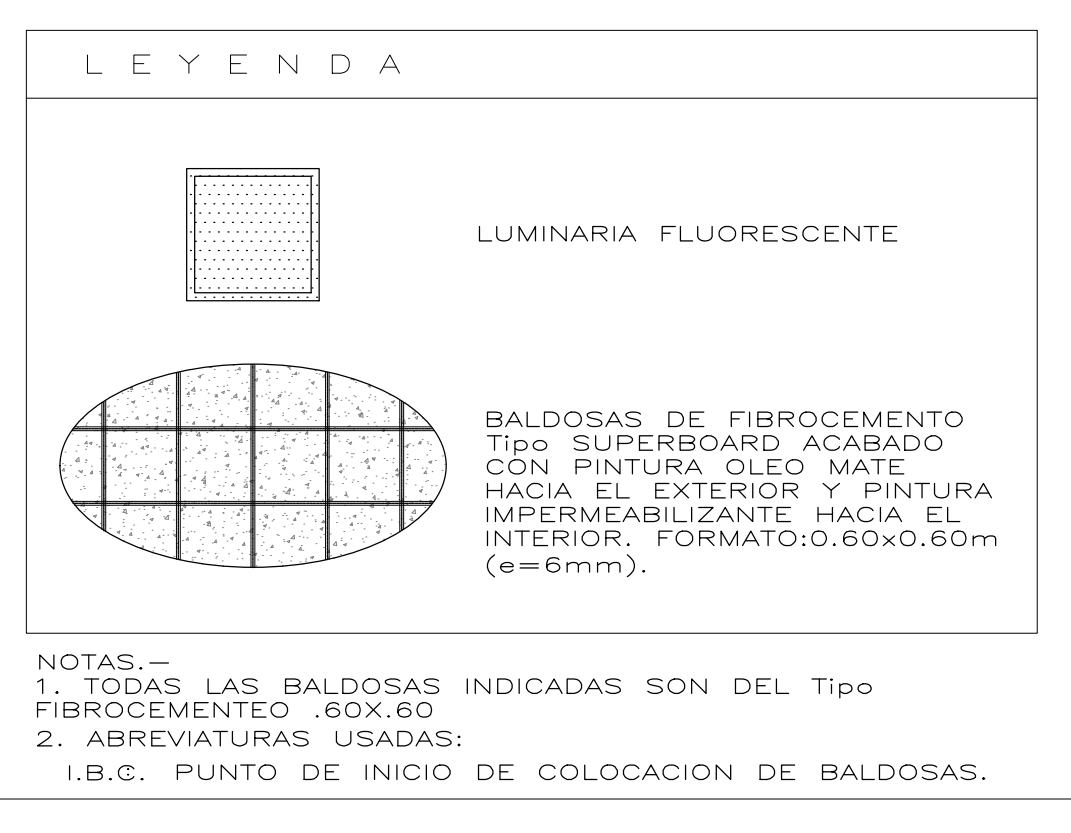 LEYENDA
LUMINARIA FLUORESCENTE
BALDOSAS DE FIBROCEMENTO
Tipo SUPERBOARD ACABADO
CON PINTURA OLEO MATE
HACIA EL EXTERIOR Y PINTURA
IMPERMEABILIZANTE HACIA EL
INTERIOR. FORMATO:0.60x0.60m
(e=6mm).
NOTAS.—
1. TODAS LAS BALDOSAS INDICADAS SON DEL Tipo
FIBROCEMENTEO .60X.60
2. ABREVIATURAS USADAS:
I.B.C. PUNTO DE INICIO DE COLOCACION DE BALDOSAS.